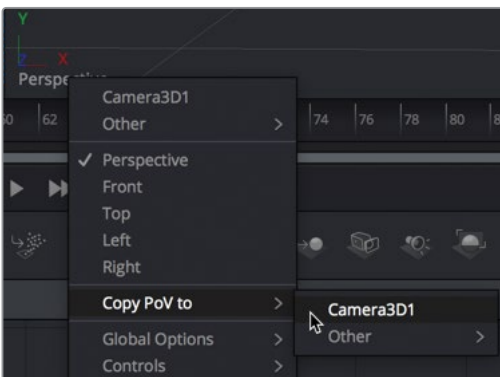 Y
Z X
Perspective
60 62 74 76 78 80
Camera3D1
Other >
✓ Perspective
Front
Top
Left
Right
Copy PoV to >
Camera3D1
Other >
Global Options >
Controls >